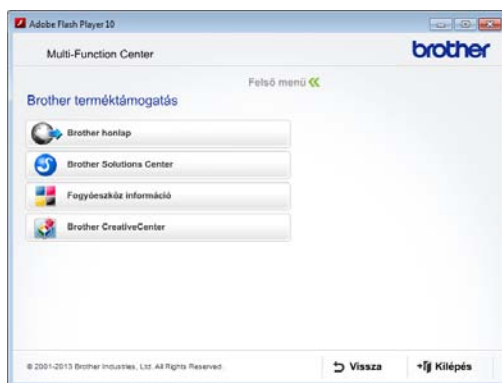 Adobe Flash Player 10
Multi-Function Center
brother
Felső menü
Brother terméktámogatás
Brother honlap
Brother Solutions Center
Fogyóeszköz információ
Brother CreativeCenter
© 2001-2013 Brother Industries, Ltd. All Rights Reserved.
Vissza
Kilépés